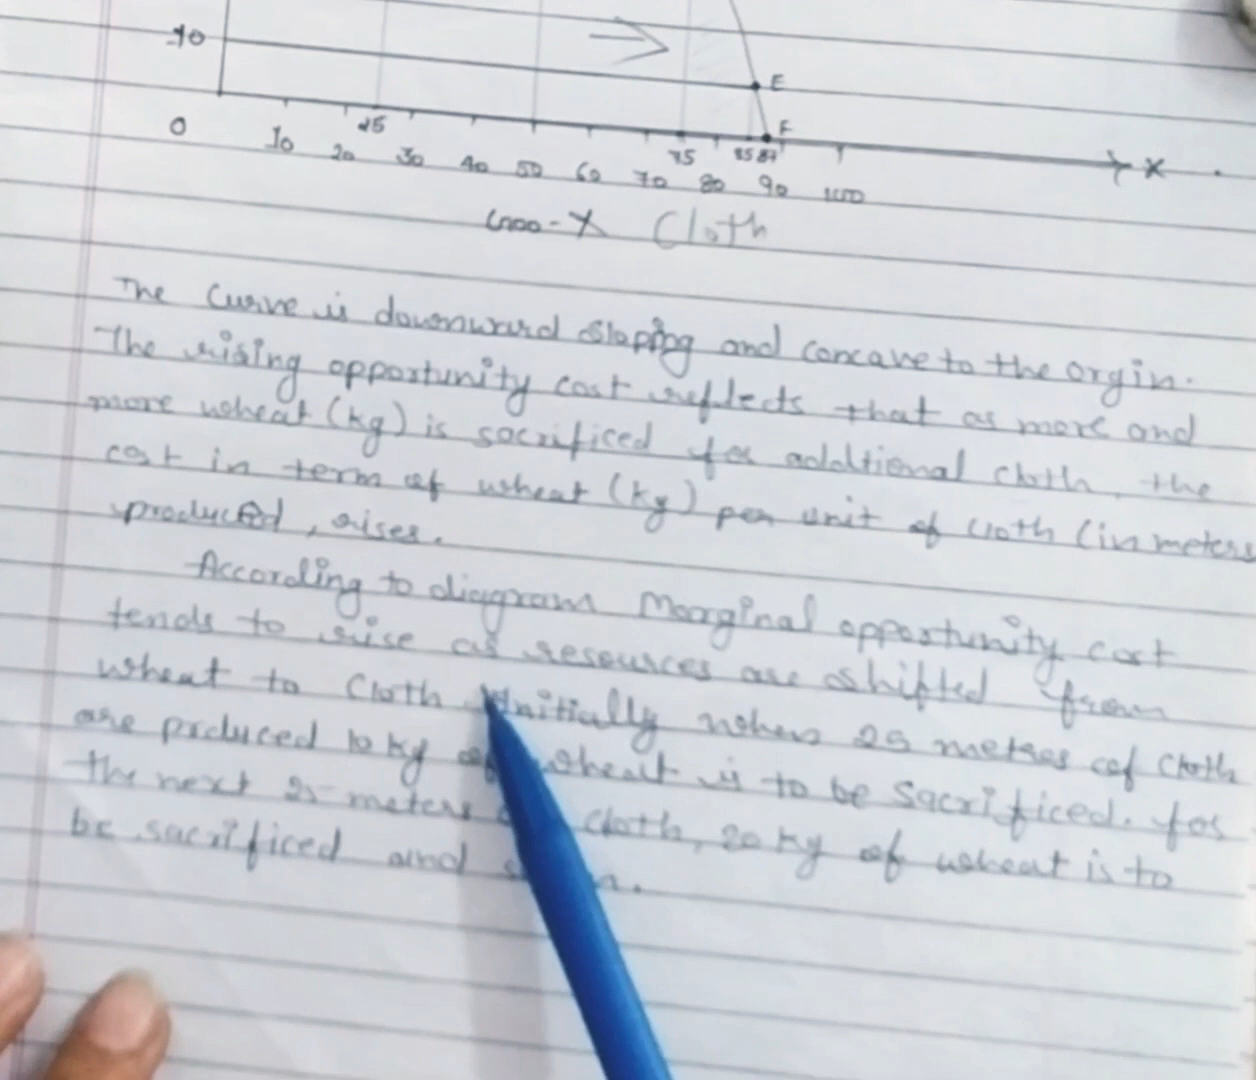 10
E
F
0 10 20 25 30 40 50 60 70 75 80 85 87 90 100 X
Good-X Cloth
The curve is downward sloping and concave to the orgin.
The rising opportunity cost reflects that as more and
more wheat (kg) is sacrificed for additional cloth, the
cost in term of wheat (kg) per unit of cloth (in meters
produced, rises.
According to diagram Marginal opportunity cost
tends to rise as resources are shifted from
wheat to Cloth Initially when 25 metres of cloth
are produced 10 kg of wheat is to be Sacrificed. for
the next 25 meters cloth, 20 kg of wheat is to
be sacrificed and